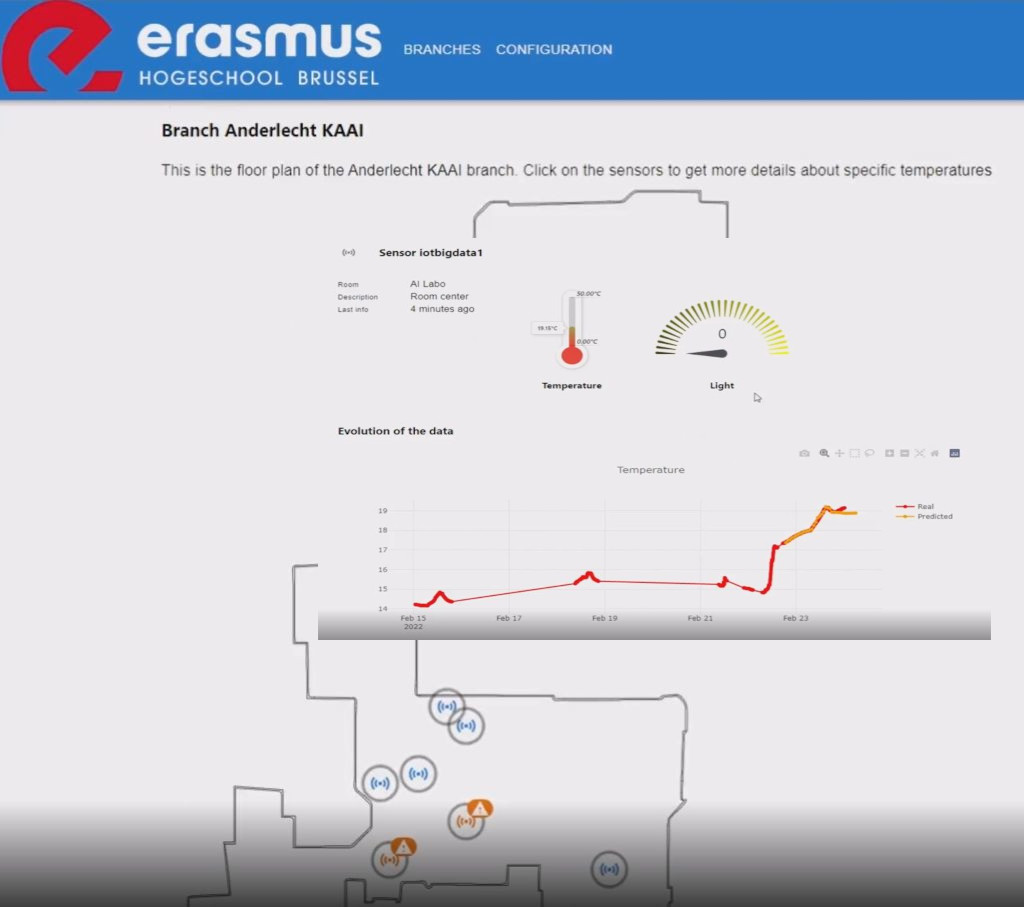 erasmus
HOGESCHOOL BRUSSEL
BRANCHES CONFIGURATION
Branch Anderlecht KAAI
This is the floor plan of the Anderlecht KAAI branch. Click on the sensors to get more details about specific temperatures
Sensor iotbigdata1
Room AI Labo
Description Room center
Last info 4 minutes ago
50.00°C
19.18°C
0.00°C
0
Temperature
Light
Evolution of the data
Temperature
19
18
17
16
15
14
Feb 15
2022
Feb 17
Feb 19
Feb 21
Feb 23
Real
Predicted